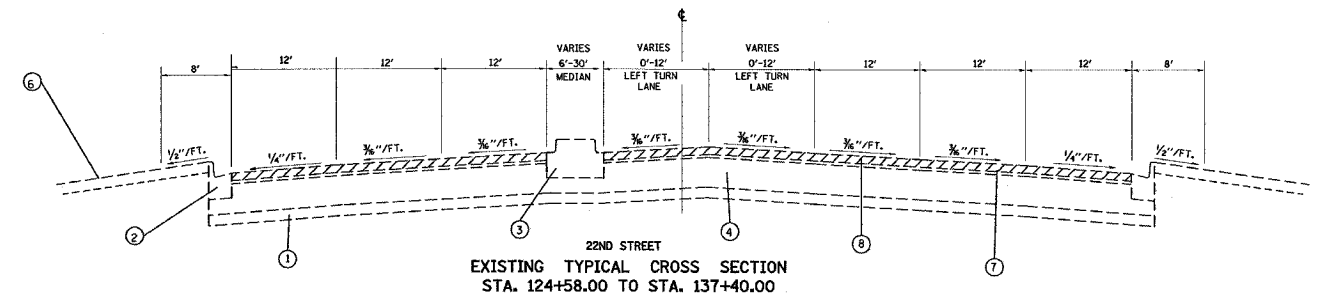 ℄
VARIES VARIES VARIES
8' 12' 12' 12' 6'-30' 0'-12' 0'-12' 12' 12' 12' 8'
MEDIAN LEFT TURN LANE LEFT TURN LANE
6
1/2"/FT. 1/4"/FT. 3/16"/FT. 3/16"/FT. 3/16"/FT. 3/16"/FT. 3/16"/FT. 3/16"/FT. 1/4"/FT. 1/2"/FT.
2 1 3 4 8 7
22ND STREET
EXISTING TYPICAL CROSS SECTION
STA. 124+58.00 TO STA. 137+40.00